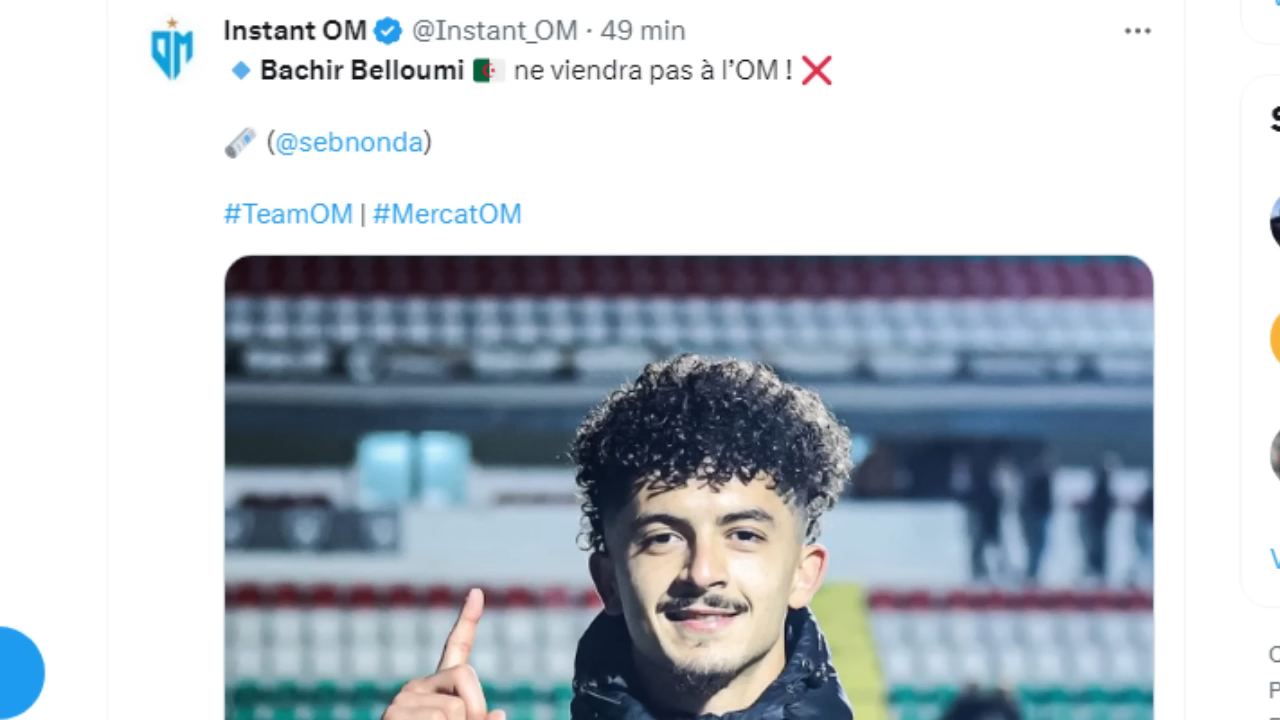 Instant OM @Instant_OM · 49 min
🔹 Bachir Belloumi 🇩🇿 ne viendra pas à l’OM ! ❌
🗞️ (@sebnonda)
#TeamOM | #MercatOM